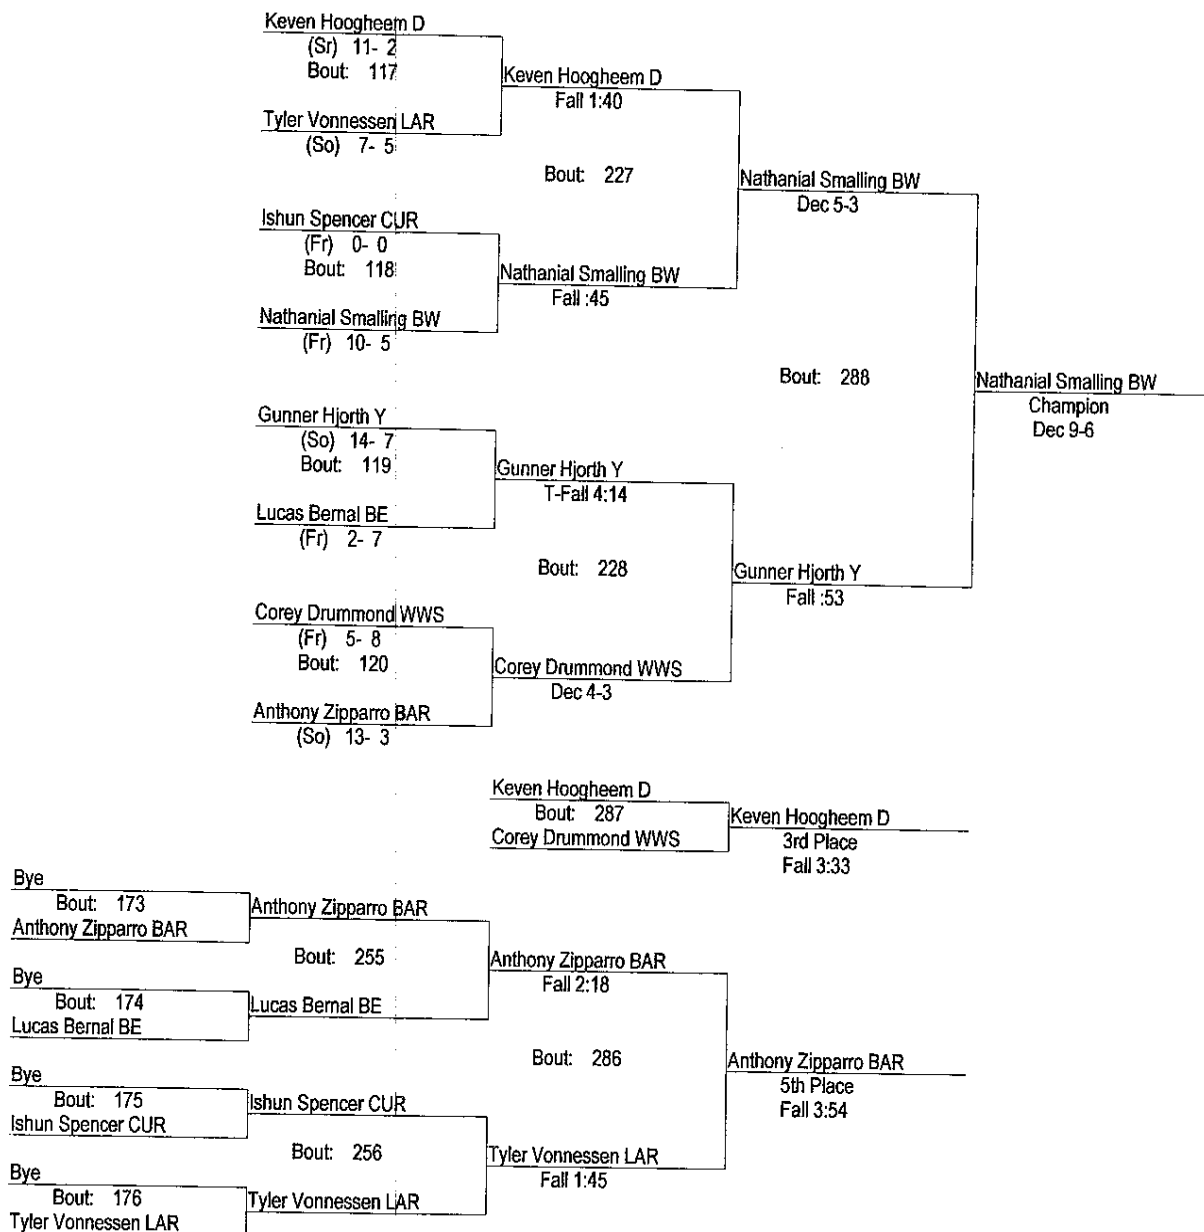 Keven Hoogheem D
(Sr) 11- 2
Bout: 117
Keven Hoogheem D
Fall 1:40
Tyler Vonnessen LAR
(So) 7- 5
Bout: 227
Nathanial Smalling BW
Dec 5-3
Ishun Spencer CUR
(Fr) 0- 0
Bout: 118
Nathanial Smalling BW
Fall :45
Nathanial Smalling BW
(Fr) 10- 5
Bout: 288
Nathanial Smalling BW
Champion
Dec 9-6
Gunner Hjorth Y
(So) 14- 7
Bout: 119
Gunner Hjorth Y
T-Fall 4:14
Lucas Bernal BE
(Fr) 2- 7
Bout: 228
Gunner Hjorth Y
Fall :53
Corey Drummond WWS
(Fr) 5- 8
Bout: 120
Corey Drummond WWS
Dec 4-3
Anthony Zipparro BAR
(So) 13- 3
Keven Hoogheem D
Bout: 287
Corey Drummond WWS
Keven Hoogheem D
3rd Place
Fall 3:33
Bye
Bout: 173
Anthony Zipparro BAR
Anthony Zipparro BAR
Bout: 255
Anthony Zipparro BAR
Fall 2:18
Bye
Bout: 174
Lucas Bernal BE
Lucas Bernal BE
Bout: 286
Anthony Zipparro BAR
5th Place
Fall 3:54
Bye
Bout: 175
Ishun Spencer CUR
Ishun Spencer CUR
Bout: 256
Tyler Vonnessen LAR
Fall 1:45
Bye
Bout: 176
Tyler Vonnessen LAR
Tyler Vonnessen LAR